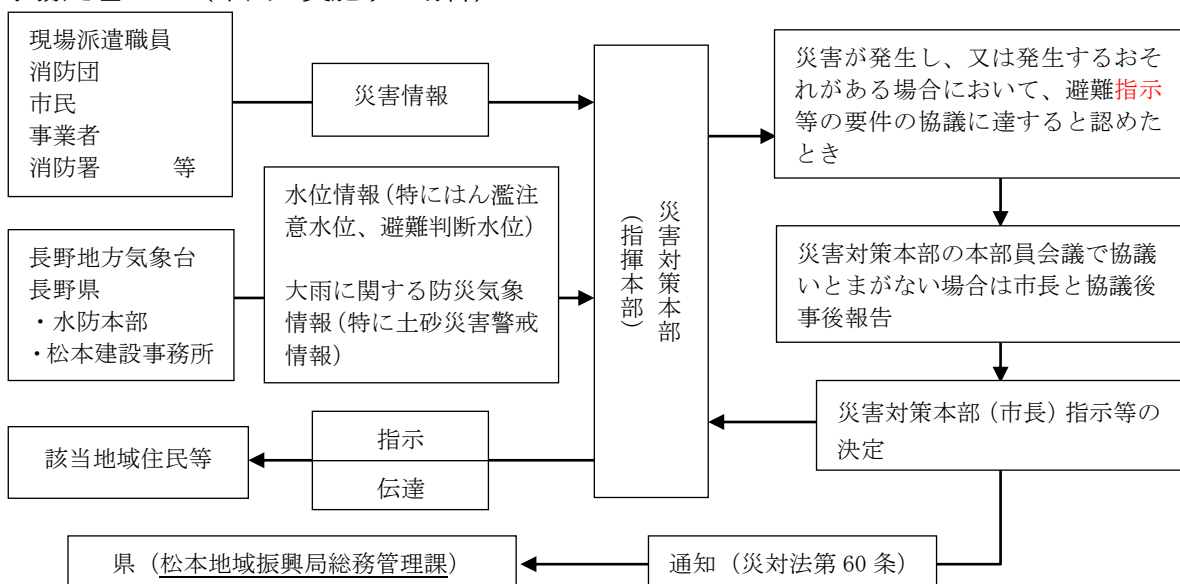 現場派遣職員
消防団
市民
事業者
消防署 等
災害情報
長野地方気象台
長野県
・水防本部
・松本建設事務所
水位情報(特にはん濫注
意水位、避難判断水位)
大雨に関する防災気象
情報(特に土砂災害警戒
情報)
災害対策本部
(指揮本部)
災害が発生し、又は発生するおそ
れがある場合において、避難指示
等の要件の協議に達すると認めた
とき
災害対策本部の本部員会議で協議
いとまがない場合は市長と協議後
事後報告
災害対策本部(市長)指示等の
決定
指示
伝達
該当地域住民等
通知(災対法第 60 条)
県(松本地域振興局総務管理課)